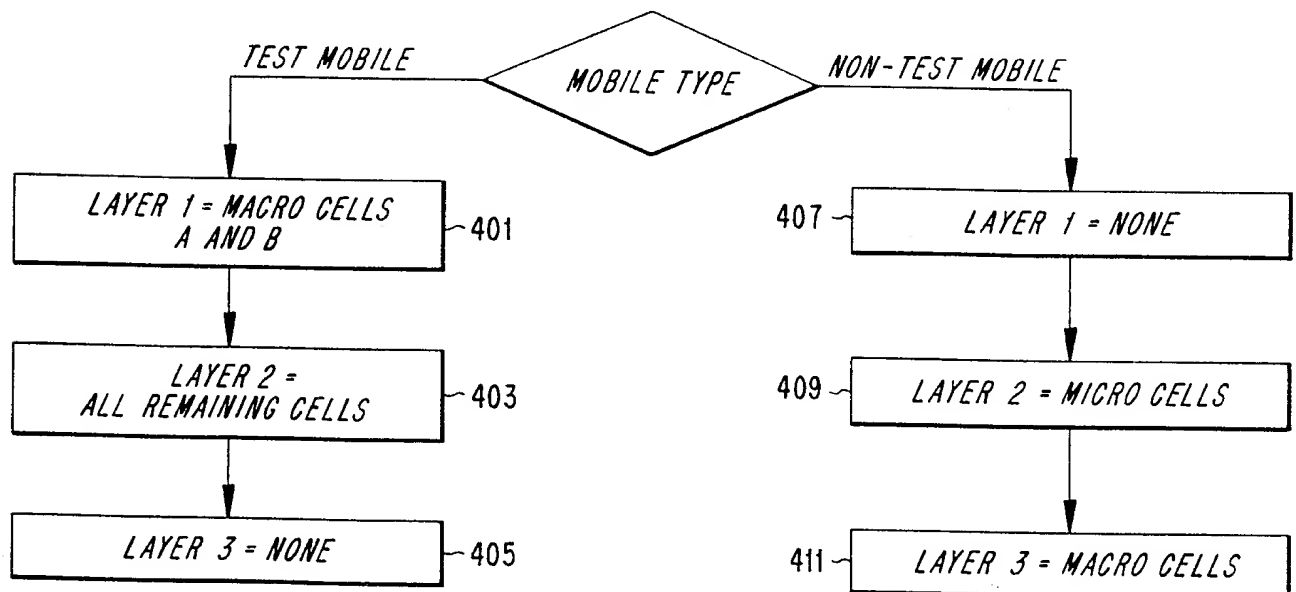 TEST MOBILE
MOBILE TYPE
NON-TEST MOBILE
LAYER 1 = MACRO CELLS
A AND B
401
407
LAYER 1 = NONE
LAYER 2 =
ALL REMAINING CELLS
403
409
LAYER 2 = MICRO CELLS
LAYER 3 = NONE
405
411
LAYER 3 = MACRO CELLS